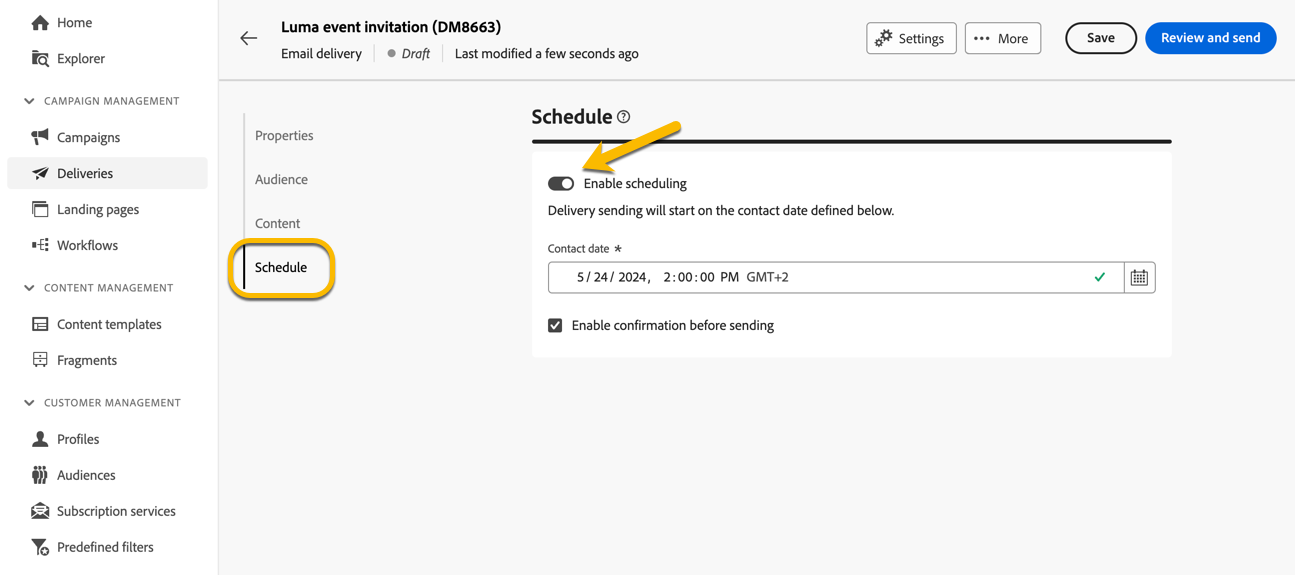 Home
Explorer
CAMPAIGN MANAGEMENT
Campaigns
Deliveries
Landing pages
Workflows
CONTENT MANAGEMENT
Content templates
Fragments
CUSTOMER MANAGEMENT
Profiles
Audiences
Subscription services
Predefined filters
Luma event invitation (DM8663)
Email delivery Draft Last modified a few seconds ago
Settings
More
Save
Review and send
Properties
Audience
Content
Schedule
Schedule
Enable scheduling
Delivery sending will start on the contact date defined below.
Contact date *
5/24/2024, 2:00:00 PM GMT+2
Enable confirmation before sending